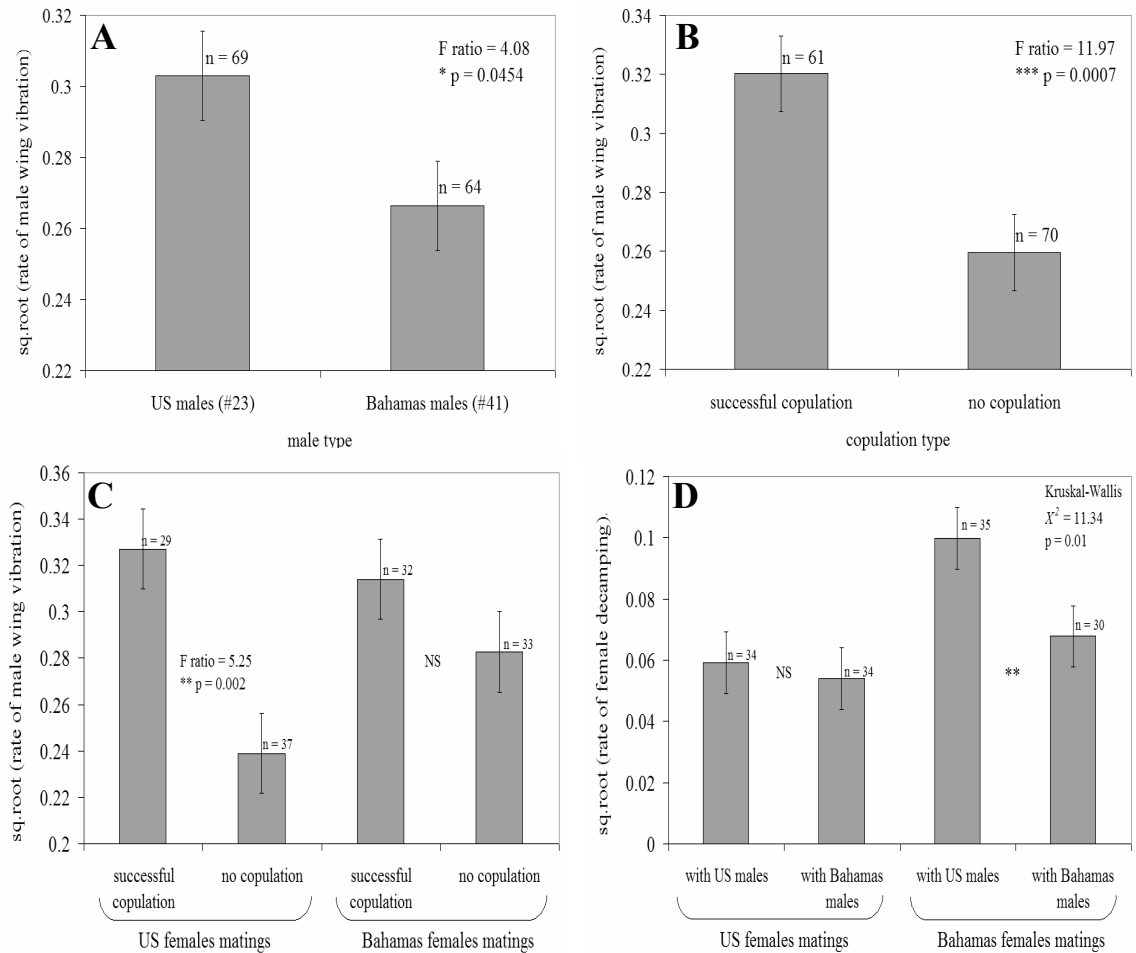 A
sq.root (rate of male wing vibration)
0.32
0.3
0.28
0.26
0.24
0.22
n = 69
n = 64
F ratio = 4.08
* p = 0.0454
US males (#23)
Bahamas males (#41)
male type
B
sq.root (rate of male wing vibration)
0.34
0.32
0.3
0.28
0.26
0.24
0.22
n = 61
n = 70
F ratio = 11.97
*** p = 0.0007
successful copulation
no copulation
copulation type
C
sq.root (rate of male wing vibration)
0.36
0.34
0.32
0.3
0.28
0.26
0.24
0.22
0.2
n = 29
n = 37
n = 32
n = 33
F ratio = 5.25
** p = 0.002
NS
successful
copulation
no copulation
successful
copulation
no copulation
US females matings
Bahamas females matings
D
sq.root (rate of female decamping).
0.12
0.1
0.08
0.06
0.04
0.02
0
n = 34
n = 34
n = 35
n = 30
NS
**
Kruskal-Wallis
X² = 11.34
p = 0.01
with US males
with Bahamas
males
with US males
with Bahamas
males
US females matings
Bahamas females matings